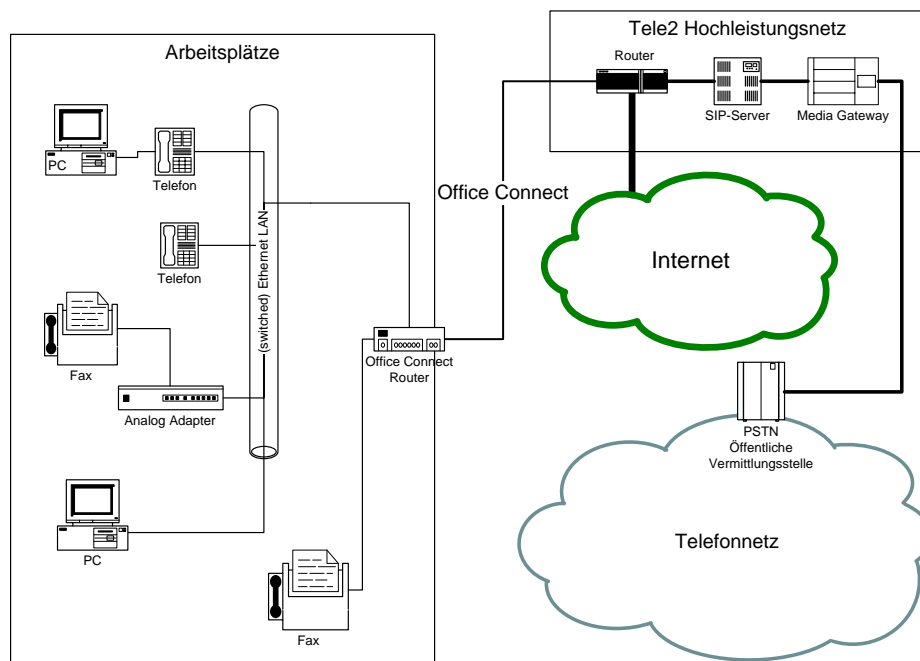 Tele2 Hochleistungsnetz
Arbeitsplätze
Router
SIP-Server
Media Gateway
PC
Telefon
Office Connect
Telefon
(switched) Ethernet LAN
Internet
Fax
Office Connect
Router
Analog Adapter
PSTN
Öffentliche
Vermittlungsstelle
Telefonnetz
PC
Fax